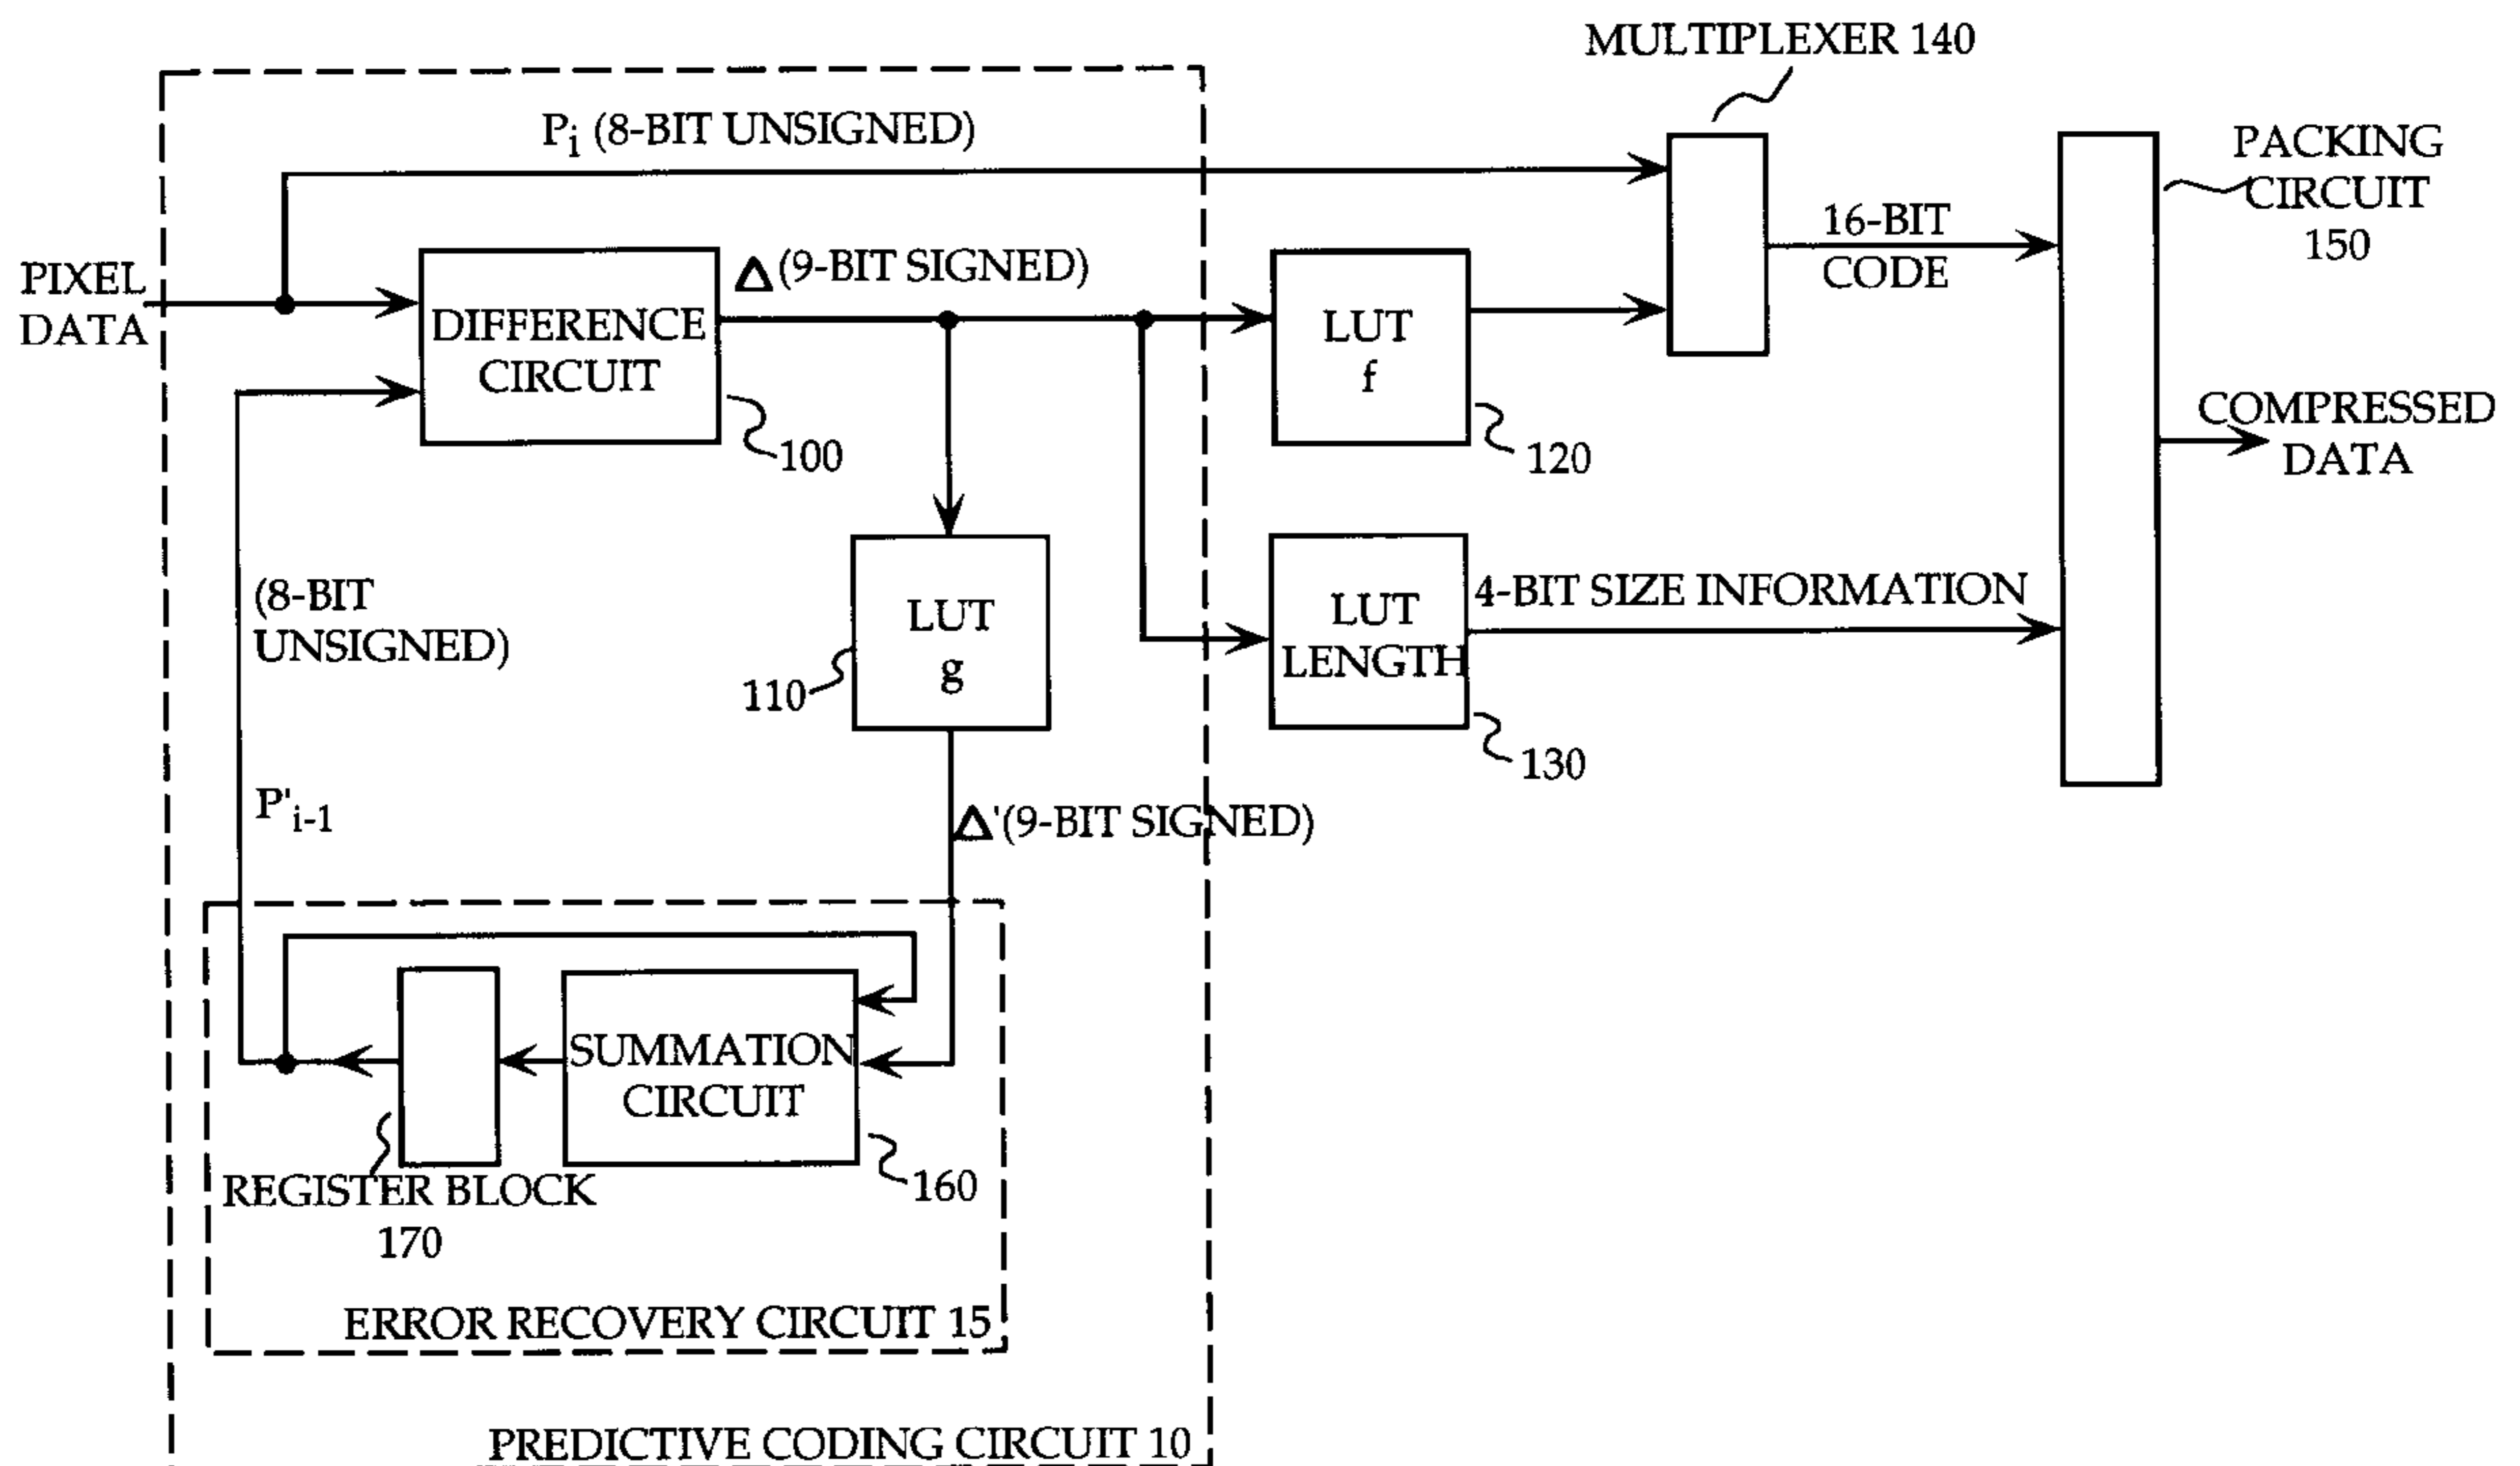 MULTIPLEXER 140
Pi (8-BIT UNSIGNED)
PACKING
CIRCUIT
150
16-BIT
CODE
PIXEL
DATA
DIFFERENCE
CIRCUIT
Δ (9-BIT SIGNED)
100
LUT
f
120
COMPRESSED
DATA
(8-BIT
UNSIGNED)
LUT
g
110
LUT
LENGTH
4-BIT SIZE INFORMATION
130
P'i-1
Δ'(9-BIT SIGNED)
SUMMATION
CIRCUIT
160
REGISTER BLOCK
170
ERROR RECOVERY CIRCUIT 15
PREDICTIVE CODING CIRCUIT 10